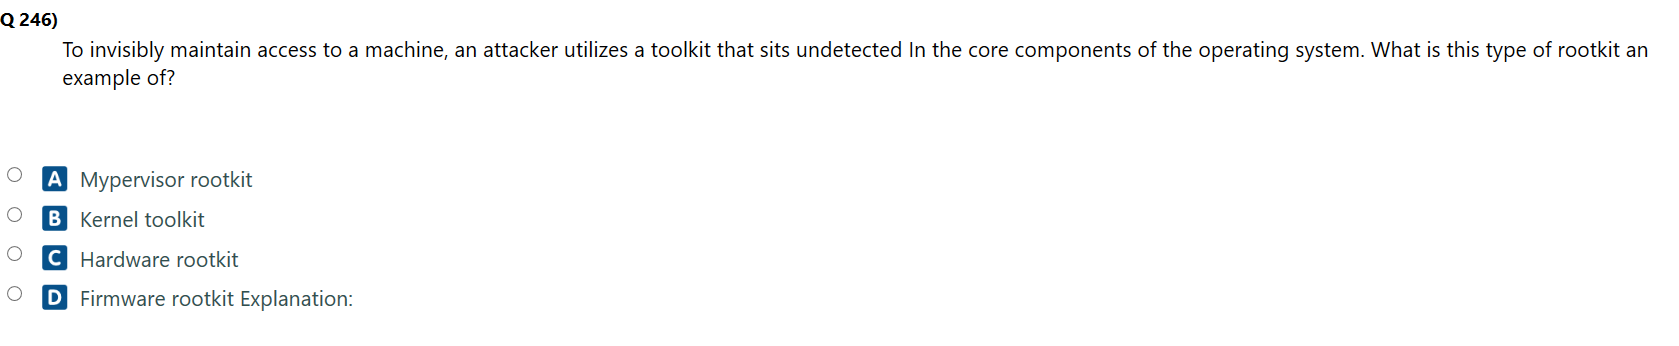 Q 246)
To invisibly maintain access to a machine, an attacker utilizes a toolkit that sits undetected In the core components of the operating system. What is this type of rootkit an
example of?
A Mypervisor rootkit
B Kernel toolkit
C Hardware rootkit
D Firmware rootkit Explanation: